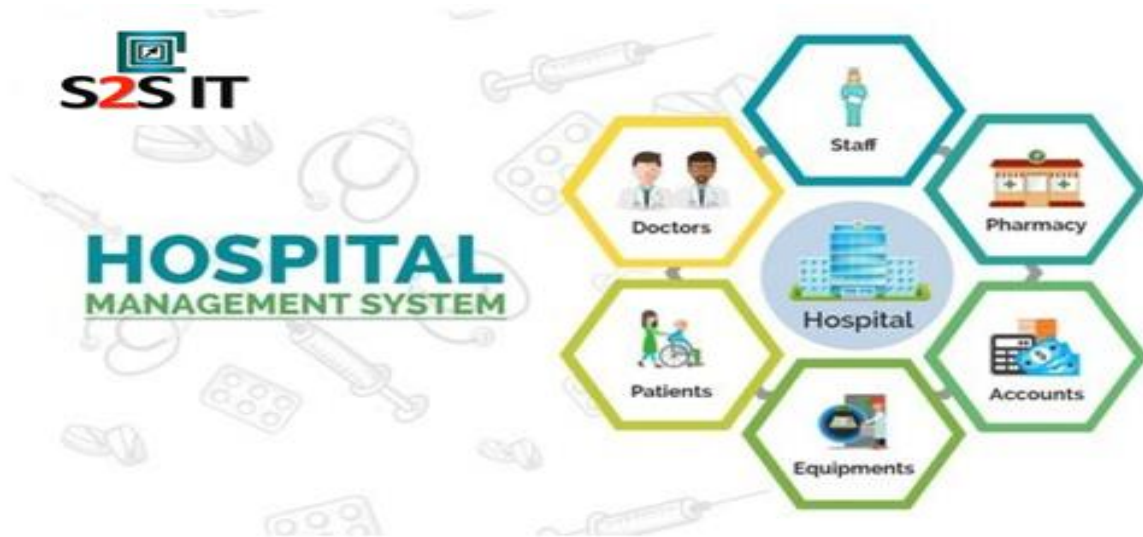 S2S IT
HOSPITAL
MANAGEMENT SYSTEM
Staff
Doctors
Pharmacy
Hospital
Patients
Accounts
Equipments